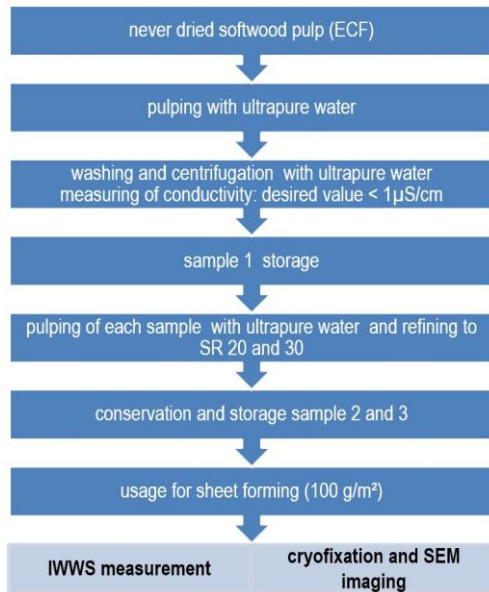 never dried softwood pulp (ECF)
pulping with ultrapure water
washing and centrifugation with ultrapure water
measuring of conductivity: desired value < 1µS/cm
sample 1 storage
pulping of each sample with ultrapure water and refining to
SR 20 and 30
conservation and storage sample 2 and 3
usage for sheet forming (100 g/m²)
IWWS measurement
cryofixation and SEM
imaging